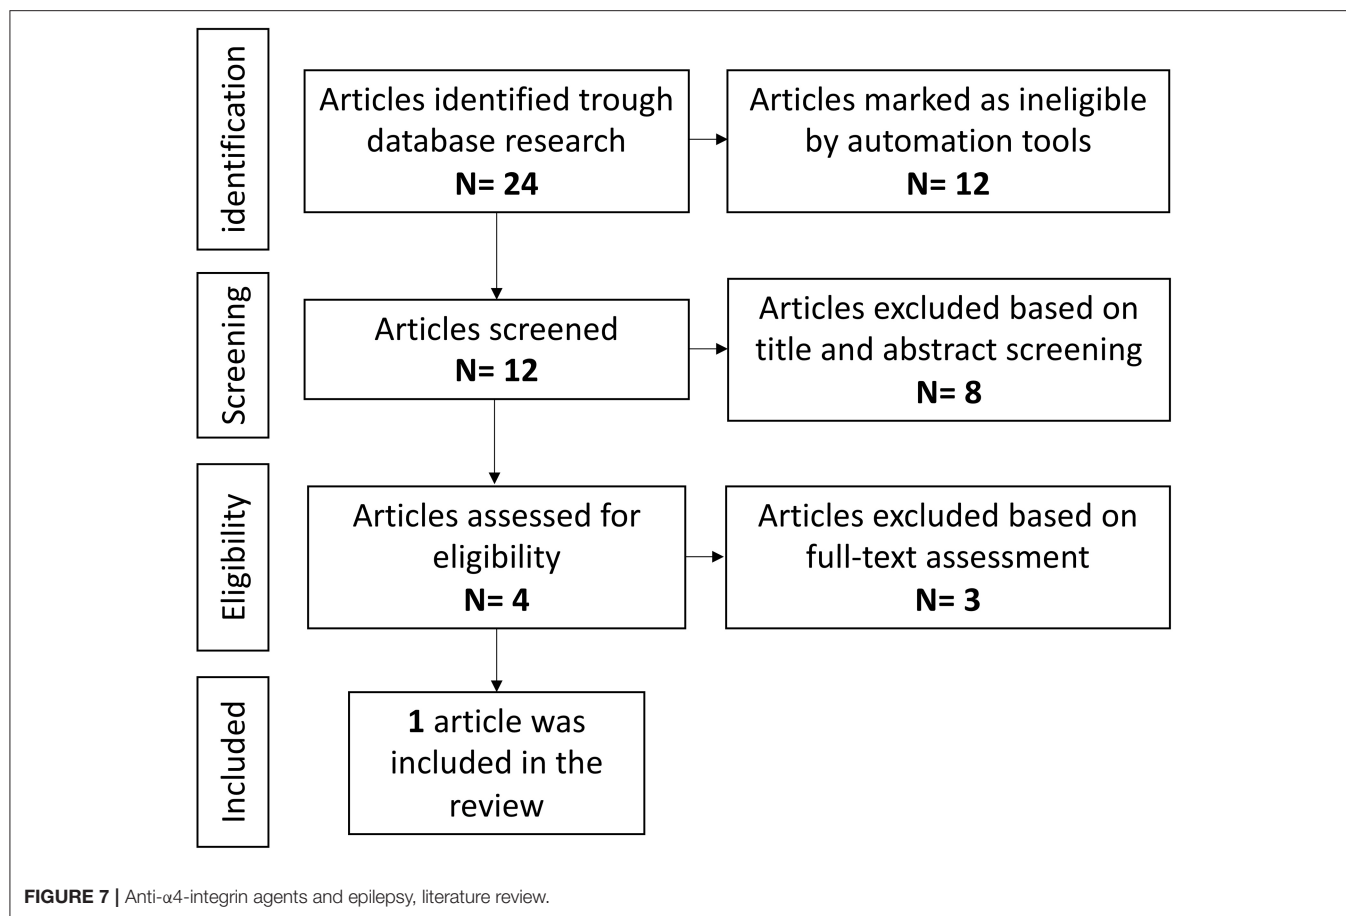 identification
Articles identified trough
database research
N= 24
Articles marked as ineligible
by automation tools
N= 12
Screening
Articles screened
N= 12
Articles excluded based on
title and abstract screening
N= 8
Eligibility
Articles assessed for
eligibility
N= 4
Articles excluded based on
full-text assessment
N= 3
Included
1 article was
included in the
review
FIGURE 7 | Anti-α4-integrin agents and epilepsy, literature review.